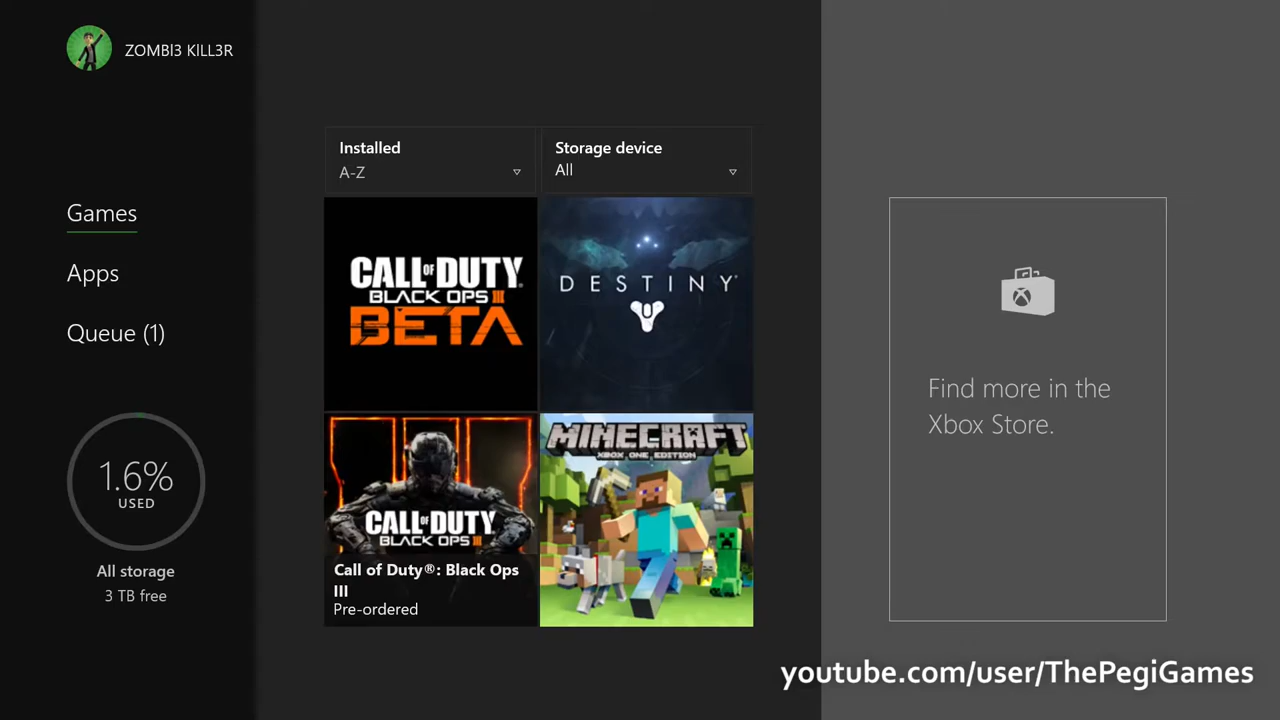 ZOMBI3 KILL3R
Games
Apps
Queue (1)
1.6%
USED
All storage
3 TB free
Installed
A-Z
Storage device
All
CALL OF DUTY
BLACK OPS III
BETA
DESTINY
CALL OF DUTY
BLACK OPS III
Call of Duty®: Black Ops
III
Pre-ordered
MINECRAFT
XBOX ONE EDITION
Find more in the
Xbox Store.
youtube.com/user/ThePegiGames